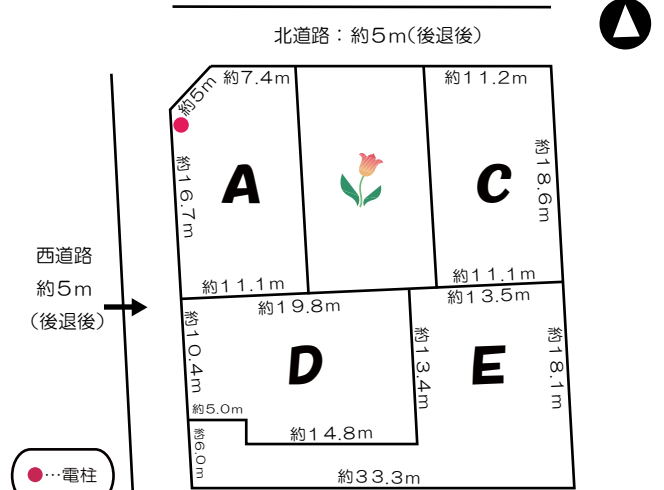 北道路：約5m(後退後)
約5m
約7.4m
約11.2m
約16.7m
A
C
約18.6m
西道路
約5m
（後退後）
約11.1m
約11.1m
約19.8m
約13.5m
約10.4m
D
約13.4m
E
約18.1m
約5.0m
約6.0m
約14.8m
約33.3m
…電柱